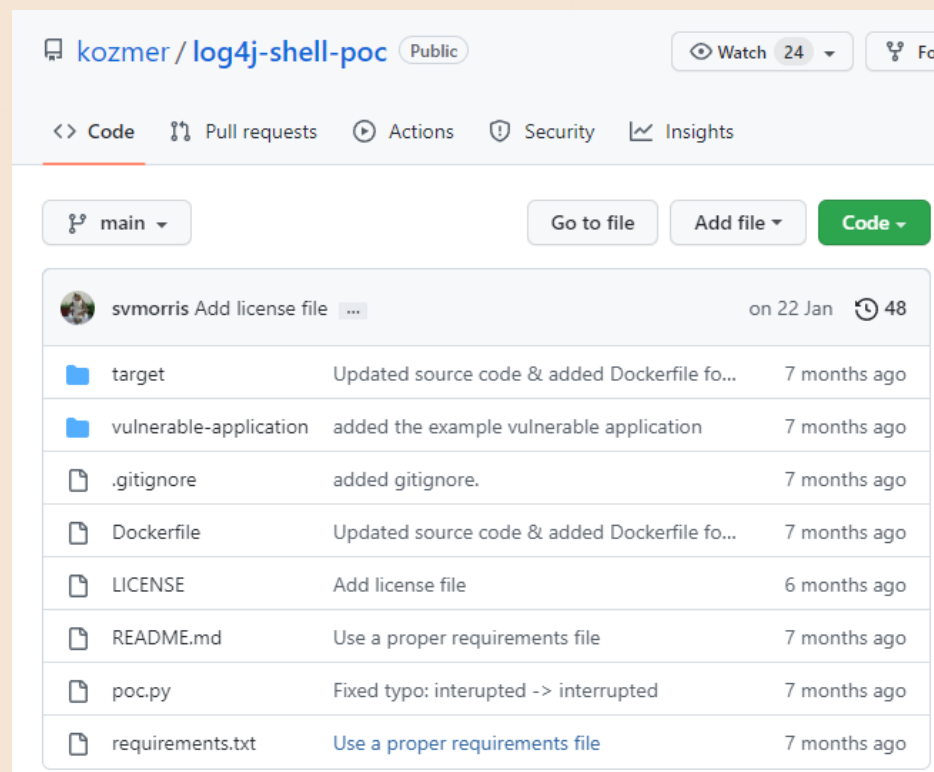 kozmer / log4j-shell-poc Public Watch 24
Code Pull requests Actions Security Insights
main Go to file Add file Code
svmorris Add license file ... on 22 Jan 48
target Updated source code & added Dockerfile fo... 7 months ago
vulnerable-application added the example vulnerable application 7 months ago
.gitignore added gitignore. 7 months ago
Dockerfile Updated source code & added Dockerfile fo... 7 months ago
LICENSE Add license file 6 months ago
README.md Use a proper requirements file 7 months ago
poc.py Fixed typo: interupted -> interrupted 7 months ago
requirements.txt Use a proper requirements file 7 months ago